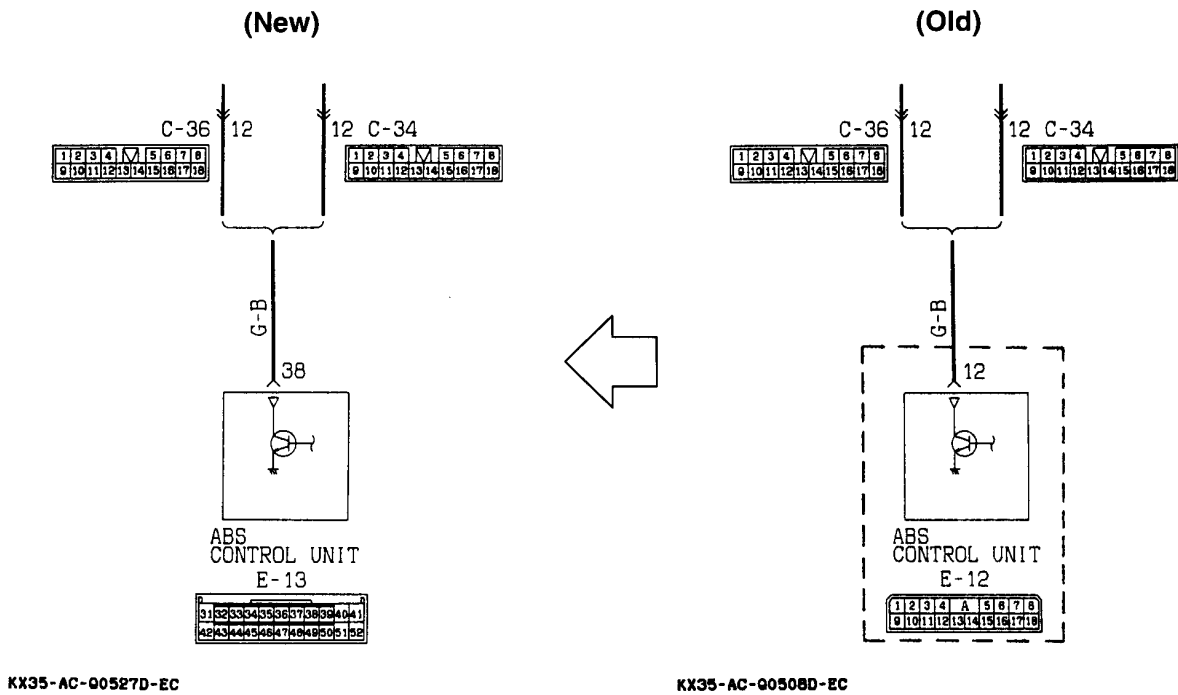 (New)
(Old)
C-36 12 12 C-34
C-36 12 12 C-34
1 2 3 4 5 6 7 8
9 10 11 12 13 14 15 16 17 18
1 2 3 4 5 6 7 8
9 10 11 12 13 14 15 16 17 18
1 2 3 4 5 6 7 8
9 10 11 12 13 14 15 16 17 18
1 2 3 4 5 6 7 8
9 10 11 12 13 14 15 16 17 18
G-B
G-B
38
12
ABS
CONTROL UNIT
E-13
31 32 33 34 35 36 37 38 39 40 41
42 43 44 45 46 47 48 49 50 51 52
ABS
CONTROL UNIT
E-12
1 2 3 4 A 5 6 7 8
9 10 11 12 13 14 15 16 17 18
KX35-AC-Q0527D-EC
KX35-AC-Q0508D-EC